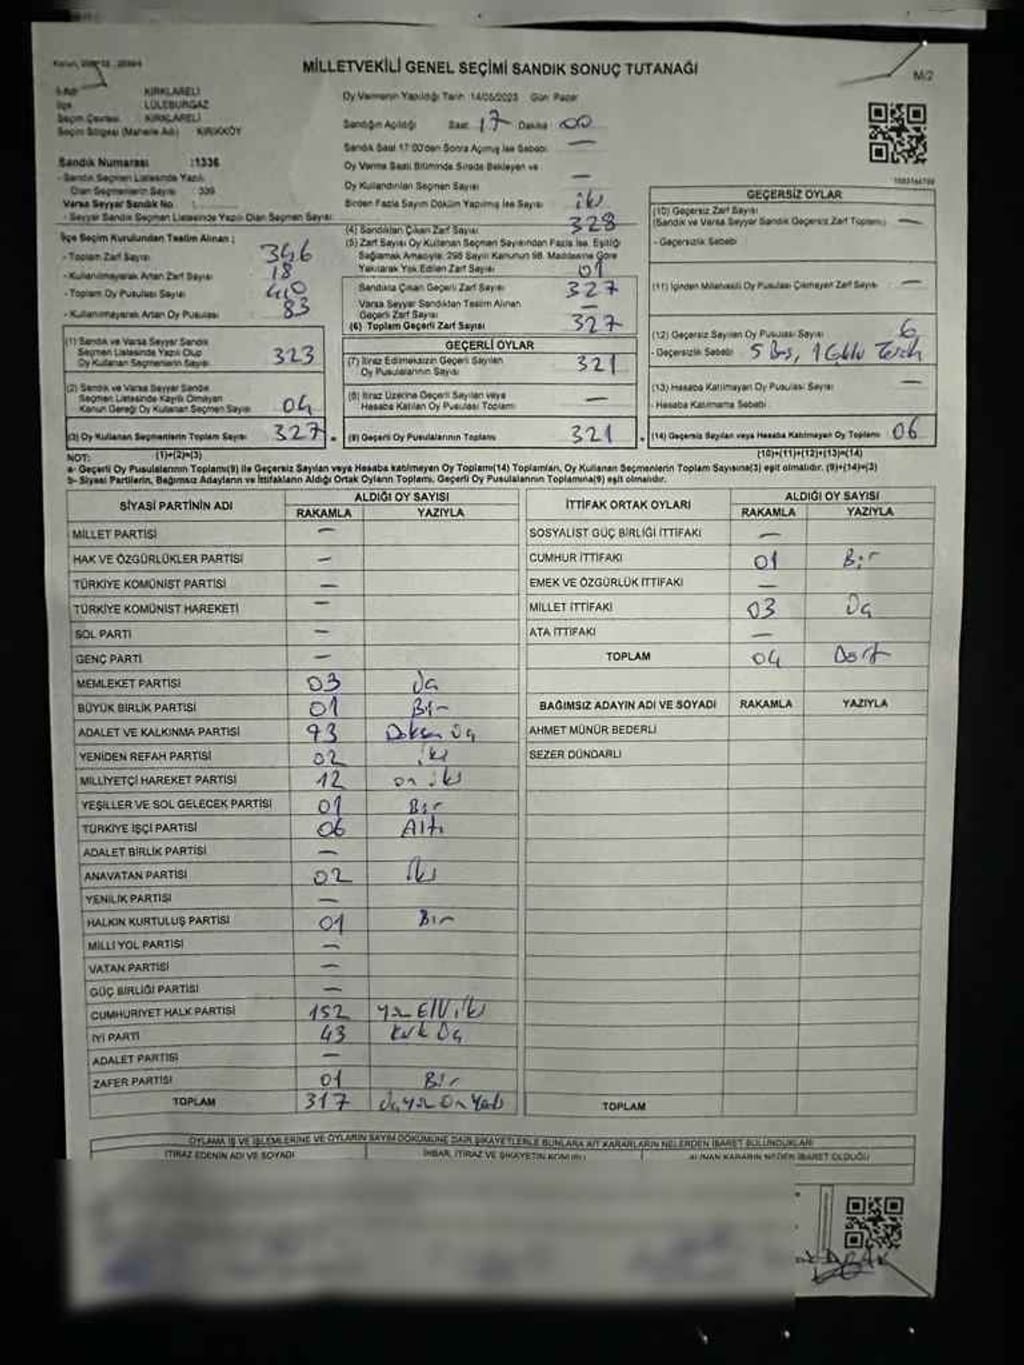 MİLLETVEKİLİ GENEL SEÇİMİ SANDIK SONUÇ TUTANAĞI
M/2
KIRKLARELİ
İlçe LÜLEBURGAZ
Seçim Çevresi KIRKLARELİ
Seçim Bölgesi (Mahalle Adı) KIRIKKÖY
Sandık Numarası :1336
- Sandık Seçmen Listesinde Yazılı
Olan Seçmenlerin Sayısı : 339
Varsa Seyyar Sandık No
- Seyyar Sandık Seçmen Listesinde Yazılı Olan Seçmen Sayısı
Oy Vermenin Yapıldığı Tarih :14/05/2023 Gün: Pazar
Sandığın Açıldığı Saat 17 Dakika 00
Sandık Saat 17:00'den Sonra Açılmış İse Sebebi —
Oy Verme Saati Bitiminde Sırada Bekleyen ve
Oy Kullandırılan Seçmen Sayısı —
Birden Fazla Sayım Döküm Yapılmış İse Sayısı iki
İlçe Seçim Kurulundan Teslim Alınan ;
- Toplam Zarf Sayısı 346
- Kullanılmayarak Artan Zarf Sayısı 18
- Toplam Oy Pusulası Sayısı 410
- Kullanılmayarak Artan Oy Pusulası 83
(1) Sandık ve Varsa Seyyar Sandık
Seçmen Listesinde Yazılı Olup
Oy Kullanan Seçmenlerin Sayısı 323
(2) Sandık ve Varsa Seyyar Sandık
Seçmen Listesinde Kayıtlı Olmayan
Kanun Gereği Oy Kullanan Seçmen Sayısı 04
(3) Oy Kullanan Seçmenlerin Toplam Sayısı 327
(1)+(2)=(3)
(4) Sandıktan Çıkan Zarf Sayısı 328
(5) Zarf Sayısı Oy Kullanan Seçmen Sayısından Fazla İse, Eşitliği
Sağlamak Amacıyla; 298 Sayılı Kanunun 98. Maddesine Göre
Yakılarak Yok Edilen Zarf Sayısı 01
Sandıkta Çıkan Geçerli Zarf Sayısı 327
Varsa Seyyar Sandıktan Teslim Alınan
Geçerli Zarf Sayısı —
(6) Toplam Geçerli Zarf Sayısı 327
GEÇERLİ OYLAR
(7) İtiraz Edilmeksizin Geçerli Sayılan
Oy Pusulalarının Sayısı 321
(8) İtiraz Üzerine Geçerli Sayılan veya
Hesaba Katılan Oy Pusulası Toplamı —
(9) Geçerli Oy Pusulalarının Toplamı 321
GEÇERSİZ OYLAR
(10) Geçersiz Zarf Sayısı
(Sandık ve Varsa Seyyar Sandık Geçersiz Zarf Toplamı) —
- Geçersizlik Sebebi
(11) İçinden Milletvekili Oy Pusulası Çıkmayan Zarf Sayısı —
(12) Geçersiz Sayılan Oy Pusulası Sayısı 6
- Geçersizlik Sebebi 5 Boş, 1 Çoklu Tercih
(13) Hesaba Katılmayan Oy Pusulası Sayısı —
- Hesaba Katılmama Sebebi
(14) Geçersiz Sayılan veya Hesaba Katılmayan Oy Toplamı 06
(10)+(11)+(12)+(13)=(14)
NOT:
a- Geçerli Oy Pusulalarının Toplamı(9) ile Geçersiz Sayılan veya Hesaba katılmayan Oy Toplamı(14) Toplamları, Oy Kullanan Seçmenlerin Toplam Sayısına(3) eşit olmalıdır. (9)+(14)=(3)
b- Siyasi Partilerin, Bağımsız Adayların ve İttifakların Aldığı Ortak Oyların Toplamı, Geçerli Oy Pusulalarının Toplamına(9) eşit olmalıdır.
SİYASİ PARTİNİN ADI ALDIĞI OY SAYISI
RAKAMLA YAZIYLA
MİLLET PARTİSİ —
HAK VE ÖZGÜRLÜKLER PARTİSİ —
TÜRKİYE KOMÜNİST PARTİSİ —
TÜRKİYE KOMÜNİST HAREKETİ —
SOL PARTİ —
GENÇ PARTİ —
MEMLEKET PARTİSİ 03 Üç
BÜYÜK BİRLİK PARTİSİ 01 Bir
ADALET VE KALKINMA PARTİSİ 93 Doksan Üç
YENİDEN REFAH PARTİSİ 02 iki
MİLLİYETÇİ HAREKET PARTİSİ 12 on iki
YEŞİLLER VE SOL GELECEK PARTİSİ 01 Bir
TÜRKİYE İŞÇİ PARTİSİ 06 Altı
ADALET BİRLİK PARTİSİ —
ANAVATAN PARTİSİ 02 İki
YENİLİK PARTİSİ —
HALKIN KURTULUŞ PARTİSİ 01 Bir
MİLLİ YOL PARTİSİ —
VATAN PARTİSİ —
GÜÇ BİRLİĞİ PARTİSİ —
CUMHURİYET HALK PARTİSİ 152 Yüz Elli iki
İYİ PARTİ 43 Kırk Üç
ADALET PARTİSİ —
ZAFER PARTİSİ 01 Bir
TOPLAM 317 Üçyüz On Yedi
İTTİFAK ORTAK OYLARI ALDIĞI OY SAYISI
RAKAMLA YAZIYLA
SOSYALİST GÜÇ BİRLİĞİ İTTİFAKI —
CUMHUR İTTİFAKI 01 Bir
EMEK VE ÖZGÜRLÜK İTTİFAKI —
MİLLET İTTİFAKI 03 Üç
ATA İTTİFAKI —
TOPLAM 04 Dört
BAĞIMSIZ ADAYIN ADI VE SOYADI RAKAMLA YAZIYLA
AHMET MÜNÜR BEDERLİ
SEZER DÜNDARLI
TOPLAM
OYLAMA İŞ VE İŞLEMLERİNE VE OYLARIN SAYIM DÖKÜMÜNE DAİR ŞİKAYETLERLE BUNLARA AİT KARARLARIN NELERDEN İBARET BULUNDUKLARI
İTİRAZ EDENİN ADI VE SOYADI İHBAR, İTİRAZ VE ŞİKAYETİN KONUSU ALINAN KARARIN NEDEN İBARET OLDUĞU